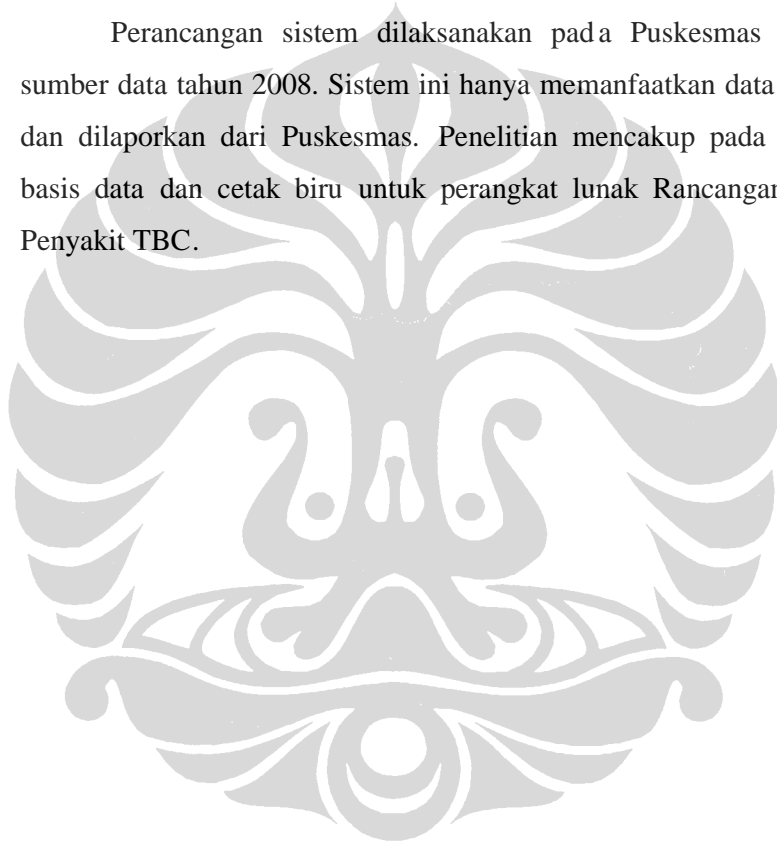 Perancangan sistem dilaksanakan pada Puskesmas
sumber data tahun 2008. Sistem ini hanya memanfaatkan data
dan dilaporkan dari Puskesmas. Penelitian mencakup pada
basis data dan cetak biru untuk perangkat lunak Rancangan
Penyakit TBC.